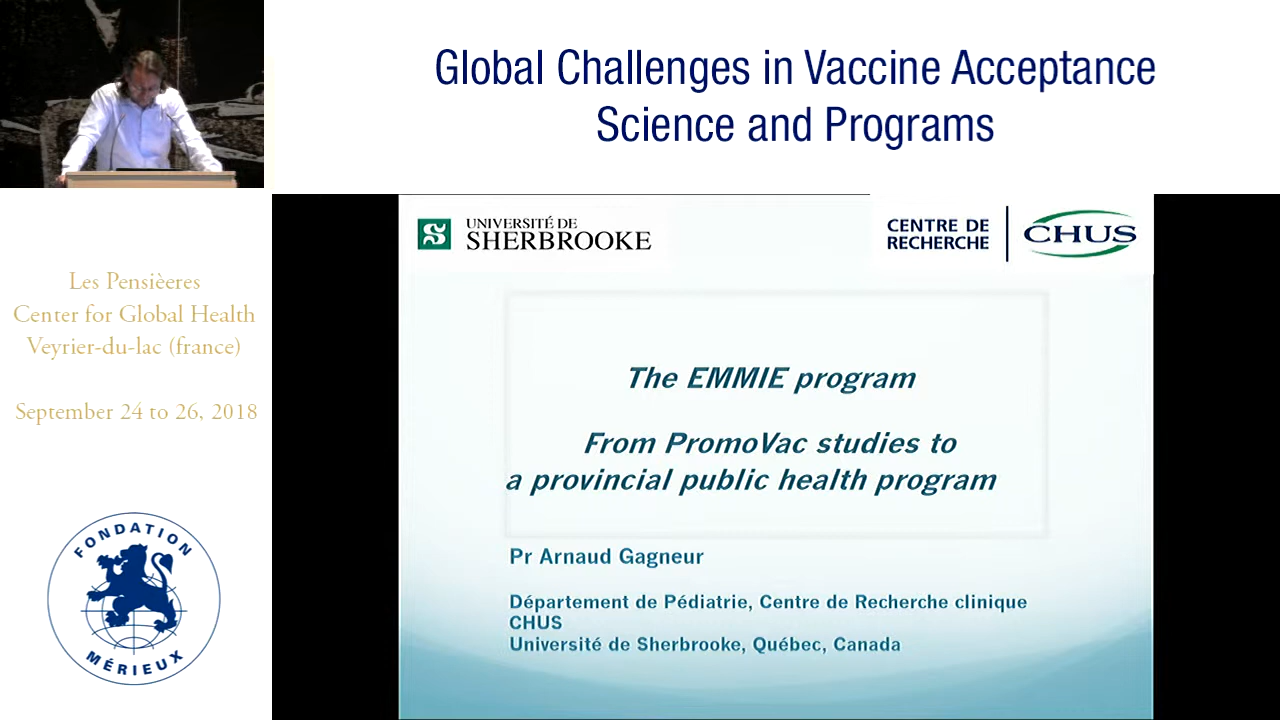 Global Challenges in Vaccine Acceptance
Science and Programs
Les Pensièeres
Center for Global Health
Veyrier-du-lac (france)
September 24 to 26, 2018
FONDATION
MÉRIEUX
UNIVERSITÉ DE
SHERBROOKE
CENTRE DE
RECHERCHE
CHUS
The EMMIE program
From PromoVac studies to
a provincial public health program
Pr Arnaud Gagneur
Département de Pédiatrie, Centre de Recherche clinique
CHUS
Université de Sherbrooke, Québec, Canada